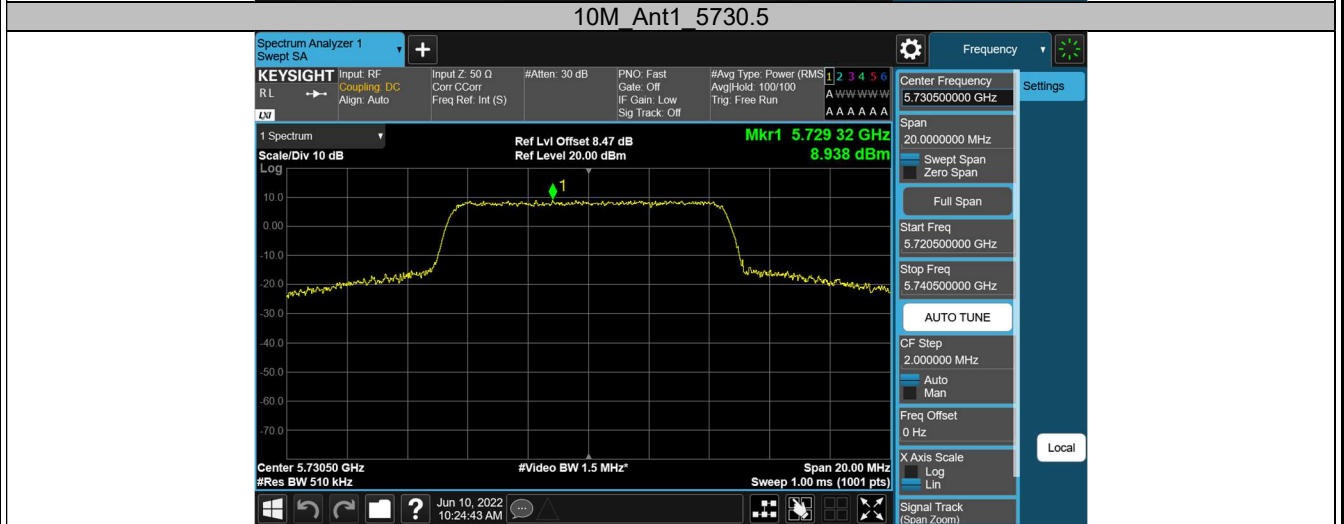 10M_Ant1_5730.5
Spectrum Analyzer 1
Swept SA
+
Frequency
KEYSIGHT
RL
LXI
Input: RF
Coupling: DC
Align: Auto
Input Z: 50 Ω
Corr CCorr
Freq Ref: Int (S)
#Atten: 30 dB
PNO: Fast
Gate: Off
IF Gain: Low
Sig Track: Off
#Avg Type: Power (RMS
Avg|Hold: 100/100
Trig: Free Run
1 2 3 4 5 6
A W W W W W
A A A A A A
1 Spectrum
Scale/Div 10 dB
Log
Ref Lvl Offset 8.47 dB
Ref Level 20.00 dBm
Mkr1 5.729 32 GHz
8.938 dBm
1
10.0
0.00
-10.0
-20.0
-30.0
-40.0
-50.0
-60.0
-70.0
Center 5.73050 GHz
#Video BW 1.5 MHz*
Span 20.00 MHz
#Res BW 510 kHz
Sweep 1.00 ms (1001 pts)
?
Jun 10, 2022
10:24:43 AM
Center Frequency
5.730500000 GHz
Settings
Span
20.0000000 MHz
Swept Span
Zero Span
Full Span
Start Freq
5.720500000 GHz
Stop Freq
5.740500000 GHz
AUTO TUNE
CF Step
2.000000 MHz
Auto
Man
Freq Offset
0 Hz
Local
X Axis Scale
Log
Lin
Signal Track
(Span Zoom)